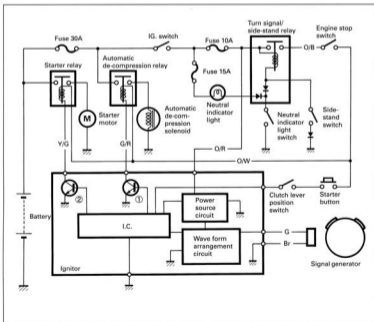 Fuse 30A
IG. switch
Fuse 10A
Turn signal/
side-stand relay
Engine stop
switch
Starter relay
Automatic
de-compression relay
O/B
Fuse 15A
M
Starter
motor
Automatic
de-com-
pression
solenoid
Neutral
indicator
light
Neutral
indicator
light
switch
Side-
stand
switch
Y/G
G/R
O/R
O/W
②
①
Battery
I.C.
Power
source
circuit
Wave form
arrangement
circuit
Ignitor
Clutch lever
position
switch
Starter
button
G
Br
Signal generator